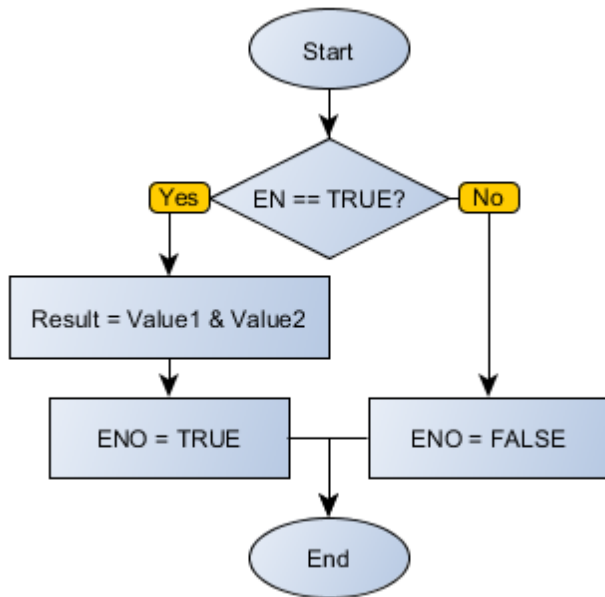 Start
EN == TRUE?
Yes
No
Result = Value1 & Value2
ENO = TRUE
ENO = FALSE
End